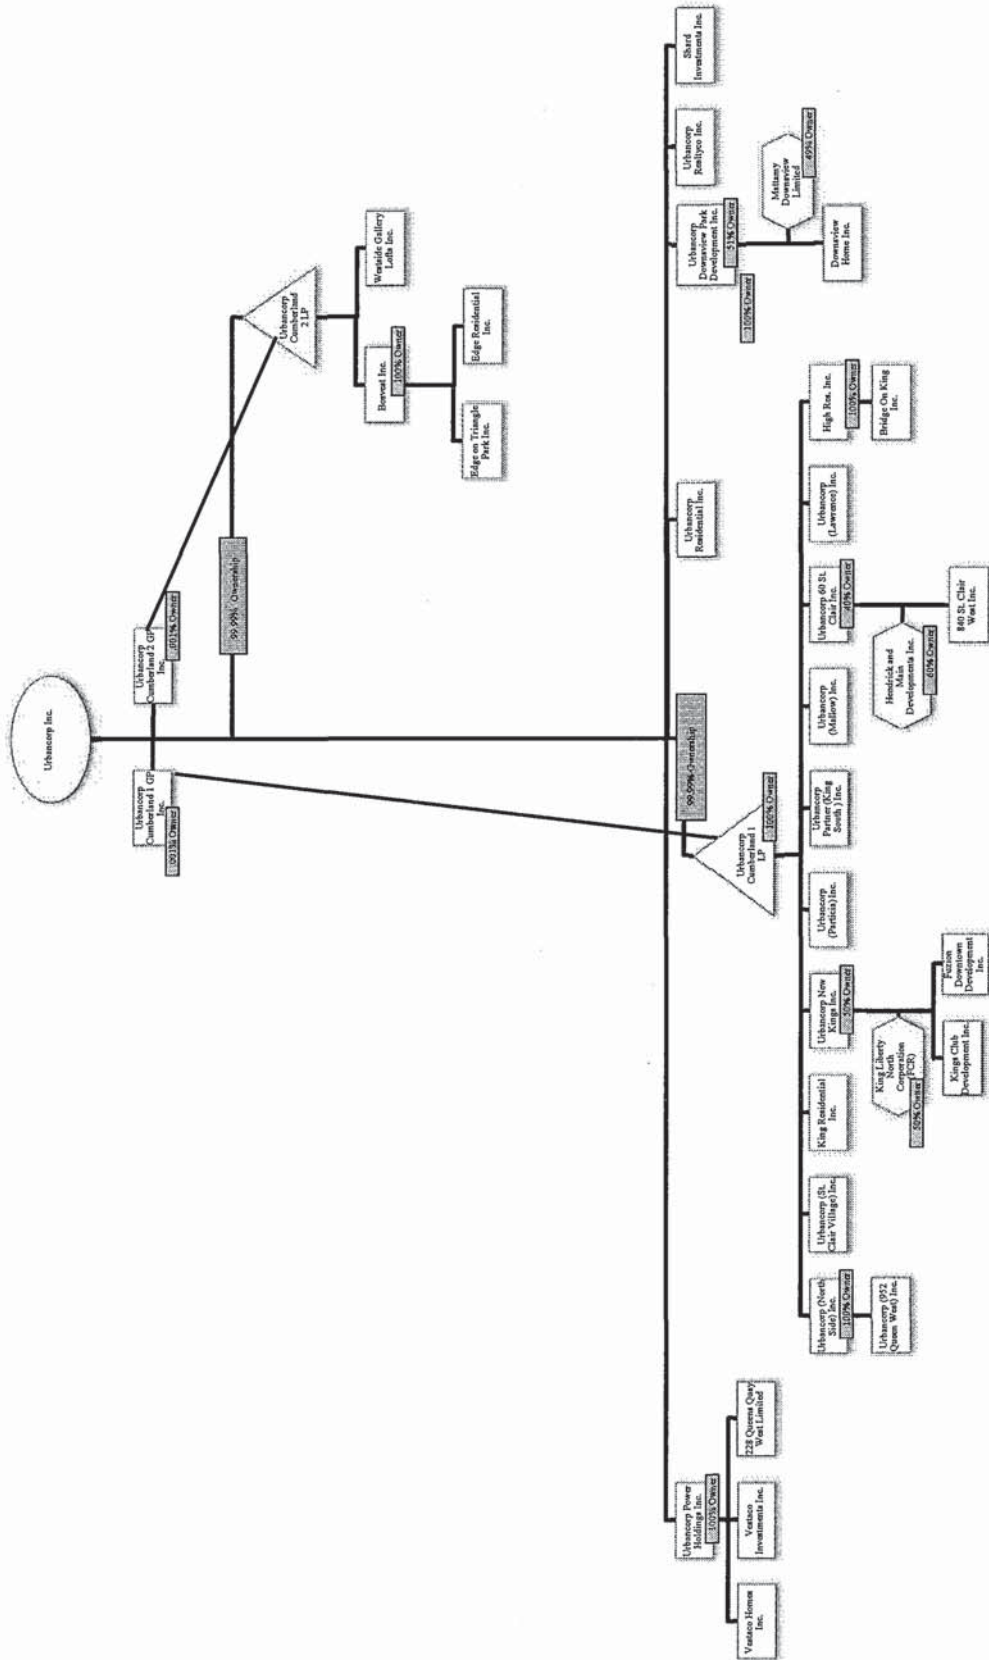 Urbancorp Inc.
Urbancorp
Cumberland 1 GP
Inc.
.001% Owner
Urbancorp
Cumberland 2 GP
Inc.
.001% Owner
99.99% Ownership
Urbancorp
Cumberland
2 LP
Bosvest Inc.
100% Owner
Westside Gallery
Lofts Inc.
Edge on Triangle
Park Inc.
Edge Residential
Inc.
Urbancorp Power
Holdings Inc.
100% Owner
Vestaco Homes
Inc.
Vestaco
Investments Inc.
228 Queens Quay
West Limited
99.99% Ownership
Urbancorp
Cumberland 1
LP
100% Owner
Urbancorp
Residential Inc.
Urbancorp
Downsview Park
Development Inc.
51% Owner
100% Owner
Mattamy
Downsview
Limited
49% Owner
Downsview
Home Inc.
Urbancorp
Realtyco Inc.
Shard
Investments Inc.
Urbancorp (North
Side) Inc.
100% Owner
Urbancorp (952
Queen West) Inc.
Urbancorp (St.
Clair Village) Inc.
King Residential
Inc.
Urbancorp New
Kings Inc.
50% Owner
King Liberty
North
Corporation
(FCR)
50% Owner
Kings Club
Development Inc.
Fuzion
Downtown
Development
Inc.
Urbancorp
(Particia) Inc.
Urbancorp
Partner (King
South ) Inc.
Urbancorp
(Mallow) Inc.
Urbancorp 60 St.
Clair Inc.
40% Owner
Hendrick and
Main
Developments Inc.
60% Owner
840 St. Clair
West Inc.
Urbancorp
(Lawrence) Inc.
High Res. Inc.
100% Owner
Bridge On King
Inc.